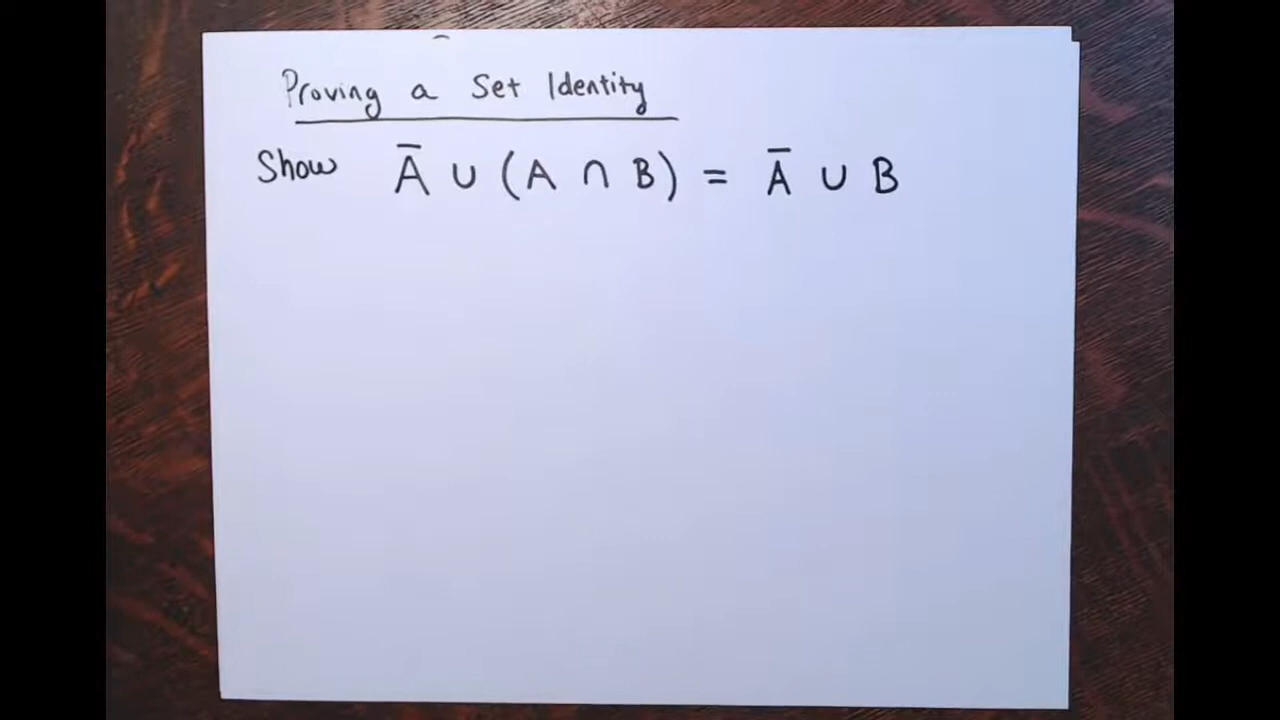 Proving a Set Identity
Show Ā ∪ (A ∩ B) = Ā ∪ B